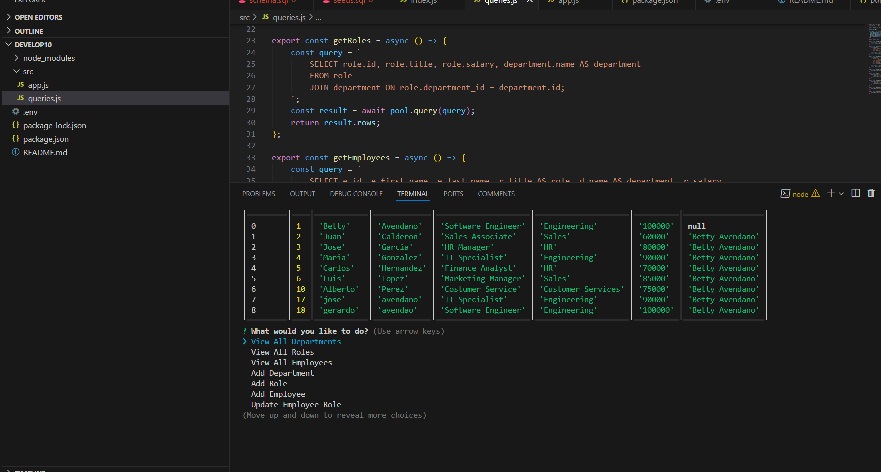 schema.sql
seeds.sql
index.js
queries.js
app.js
package.json
.env
README.md
OPEN EDITORS
OUTLINE
DEVELOP10
node_modules
src
app.js
queries.js
.env
package-lock.json
package.json
README.md
src > queries.js > ...
22
23 export const getRoles = async () => {
24 const query = `
25 SELECT role.id, role.title, role.salary, department.name AS department
26 FROM role
27 JOIN department ON role.department_id = department.id;
28 `;
29 const result = await pool.query(query);
30 return result.rows;
31 };
32
33 export const getEmployees = async () => {
34 const query = `
35 SELECT e.id, e.first_name, e.last_name, r.title AS role, d.name AS department, r.salary,
PROBLEMS OUTPUT DEBUG CONSOLE TERMINAL PORTS COMMENTS
node
0 1 'Betty' 'Avendano' 'Software Engineer' 'Engineering' '100000' null
1 2 'Juan' 'Calderon' 'Sales Associate' 'Sales' '60000' 'Betty Avendano'
2 3 'Jose' 'Garcia' 'HR Manager' 'HR' '80000' 'Betty Avendano'
3 4 'Maria' 'Gonzalez' 'IT Specialist' 'Engineering' '90000' 'Betty Avendano'
4 5 'Carlos' 'Hernandez' 'Finance Analyst' 'HR' '70000' 'Betty Avendano'
5 6 'Luis' 'Lopez' 'Marketing Manager' 'Sales' '85000' 'Betty Avendano'
6 10 'Alberto' 'Perez' 'Costumer Service' 'Customer Services' '75000' 'Betty Avendano'
7 17 'jose' 'avendano' 'IT Specialist' 'Engineering' '90000' 'Betty Avendano'
8 18 'gerardo' 'avendao' 'Software Engineer' 'Engineering' '100000' 'Betty Avendano'
? What would you like to do? (Use arrow keys)
❯ View All Departments
View All Roles
View All Employees
Add Department
Add Role
Add Employee
Update Employee Role
(Move up and down to reveal more choices)